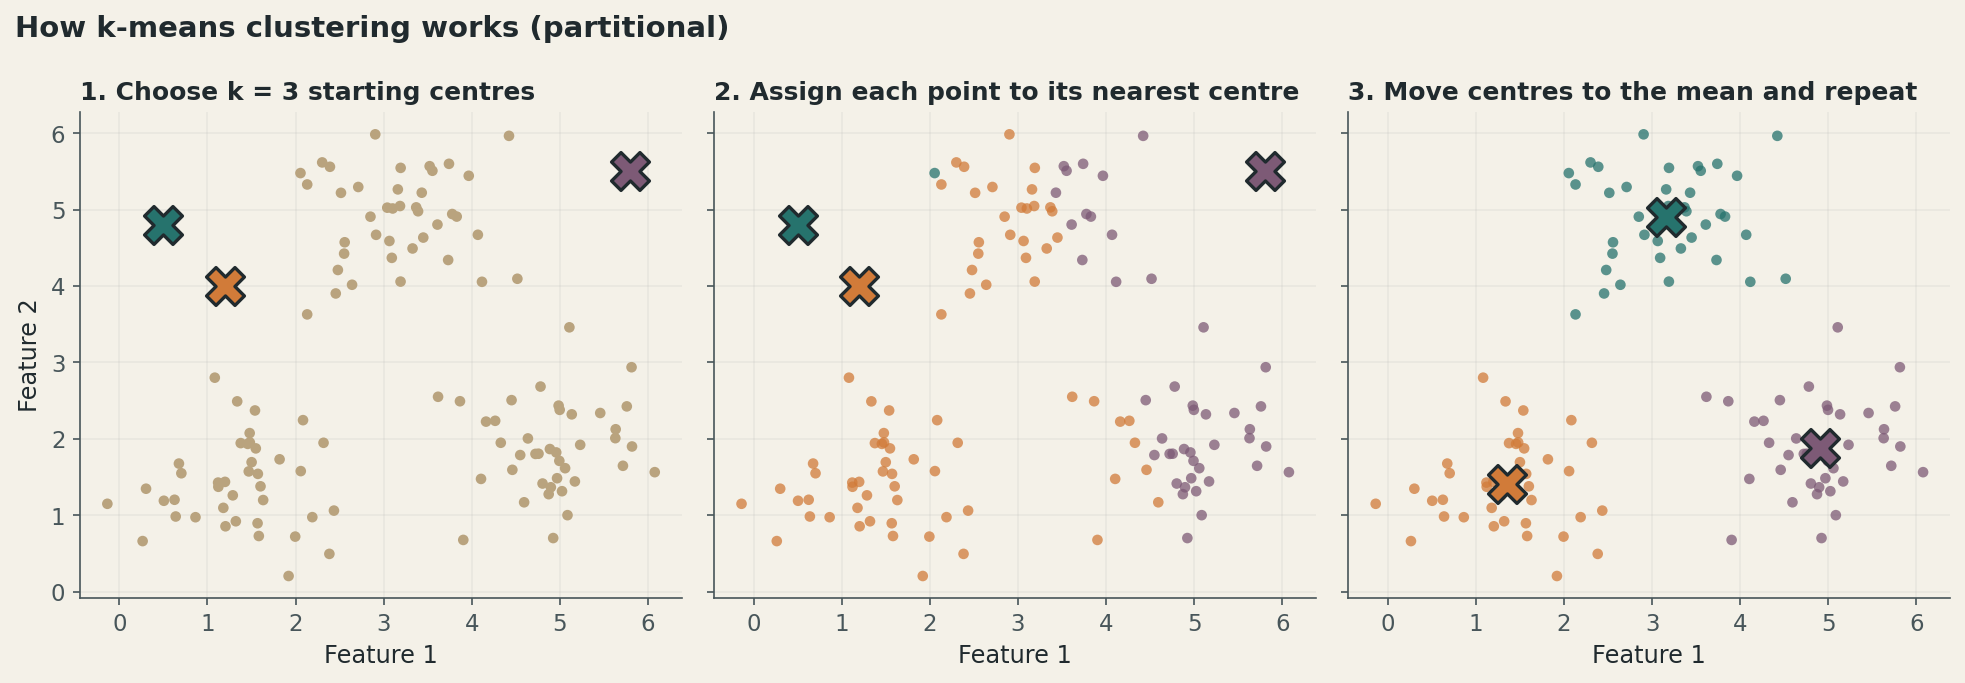 How k-means clustering works (partitional)
1. Choose k = 3 starting centres
2. Assign each point to its nearest centre
3. Move centres to the mean and repeat
Feature 2
6
5
4
3
2
1
0
0 1 2 3 4 5 6
0 1 2 3 4 5 6
0 1 2 3 4 5 6
Feature 1
Feature 1
Feature 1